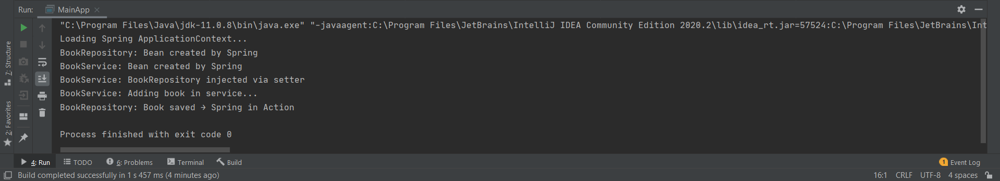 Run: MainApp
"C:\Program Files\Java\jdk-11.0.8\bin\java.exe" "-javaagent:C:\Program Files\JetBrains\IntelliJ IDEA Community Edition 2020.2\lib\idea_rt.jar=57524:C:\Program Files\JetBrains\Int
Loading Spring ApplicationContext...
BookRepository: Bean created by Spring
BookService: Bean created by Spring
BookService: BookRepository injected via setter
BookService: Adding book in service...
BookRepository: Book saved → Spring in Action
Process finished with exit code 0
7: Structure
2: Favorites
4: Run TODO 6: Problems Terminal Build 1 Event Log
Build completed successfully in 1 s 457 ms (4 minutes ago) 16:1 CRLF UTF-8 4 spaces